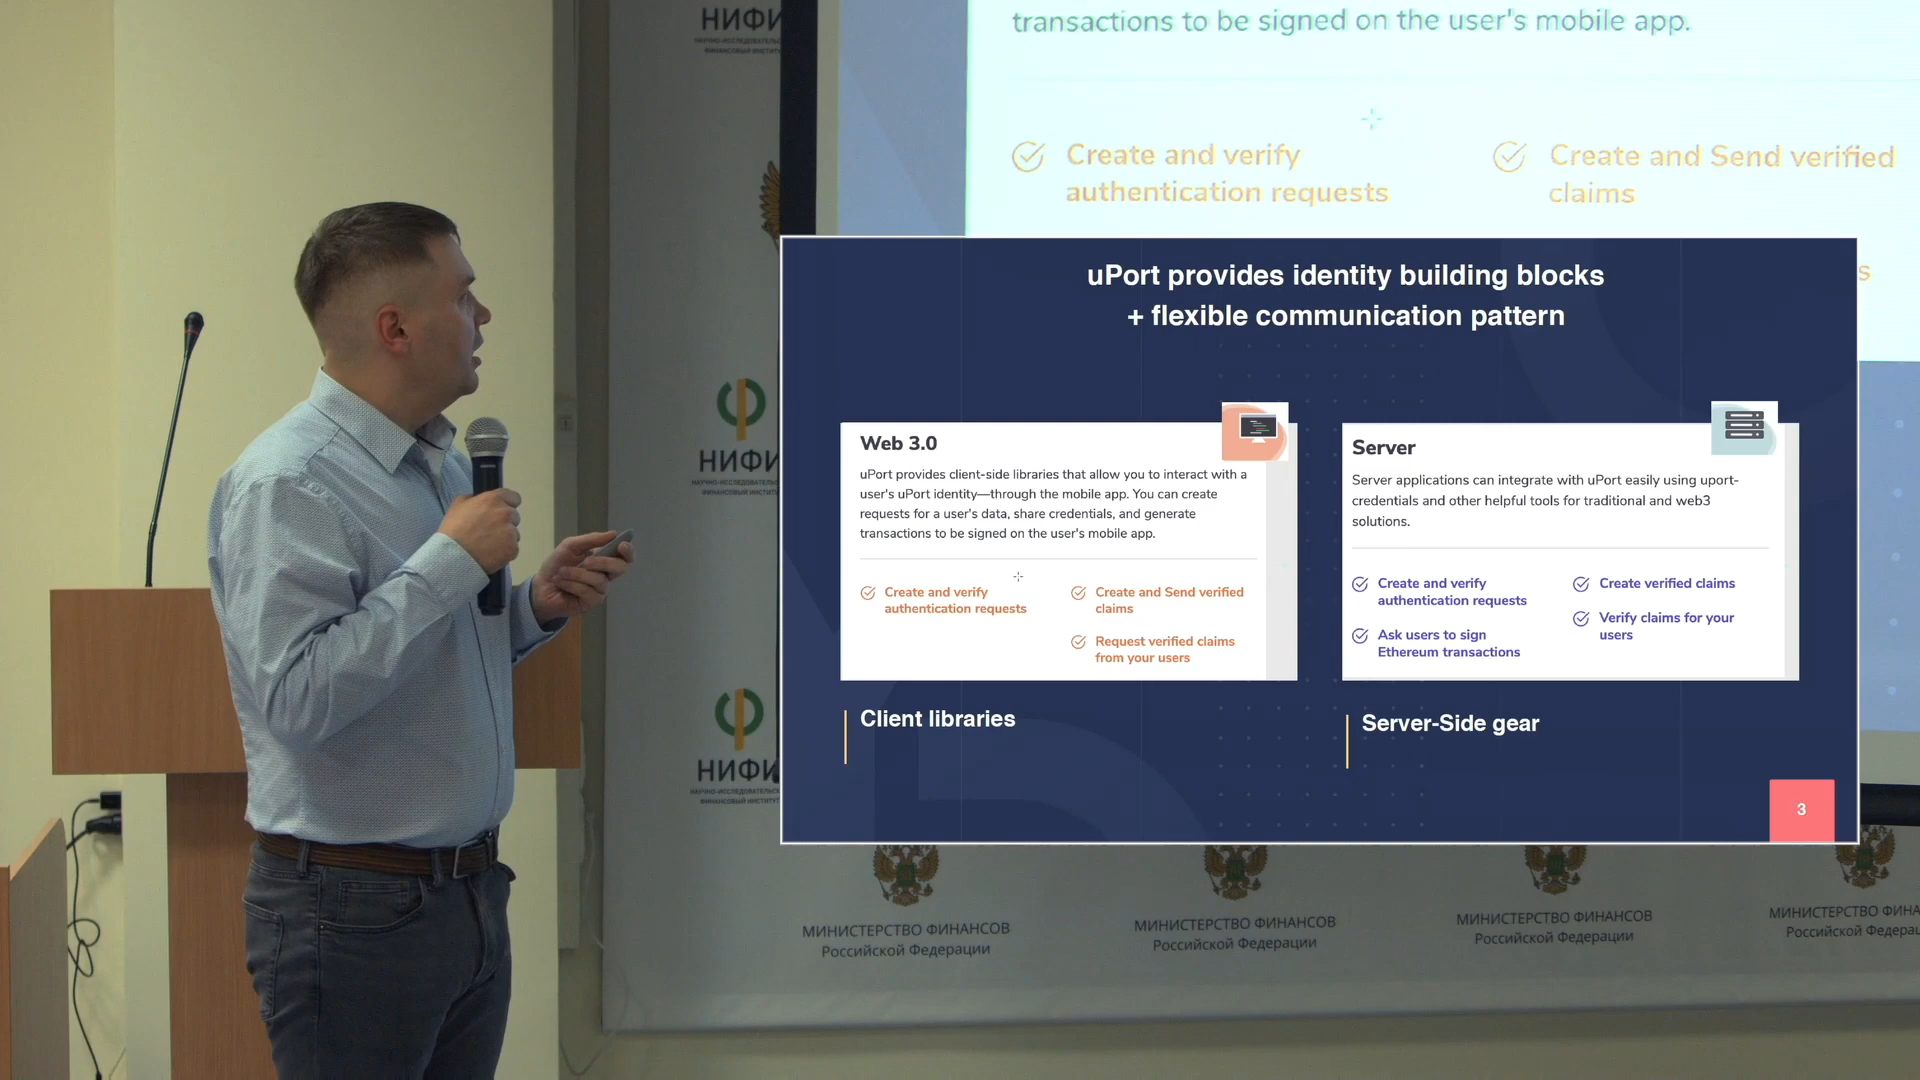 НИФИ
transactions to be signed on the user's mobile app.
Create and verify
authentication requests
Create and Send verified
claims
s
uPort provides identity building blocks
+ flexible communication pattern
Web 3.0
uPort provides client-side libraries that allow you to interact with a
user's uPort identity—through the mobile app. You can create
requests for a user's data, share credentials, and generate
transactions to be signed on the user's mobile app.
Create and verify
authentication requests
Create and Send verified
claims
Request verified claims
from your users
Client libraries
Server
Server applications can integrate with uPort easily using uport-
credentials and other helpful tools for traditional and web3
solutions.
Create and verify
authentication requests
Ask users to sign
Ethereum transactions
Create verified claims
Verify claims for your
users
Server-Side gear
3
НИФИ
НИФИ
МИНИСТЕРСТВО ФИНАНСОВ
Российской Федерации
МИНИСТЕРСТВО ФИНАНСОВ
Российской Федерации
МИНИСТЕРСТВО ФИНАНСОВ
Российской Федерации
МИНИСТЕРСТВО ФИНА
Российской Федерац